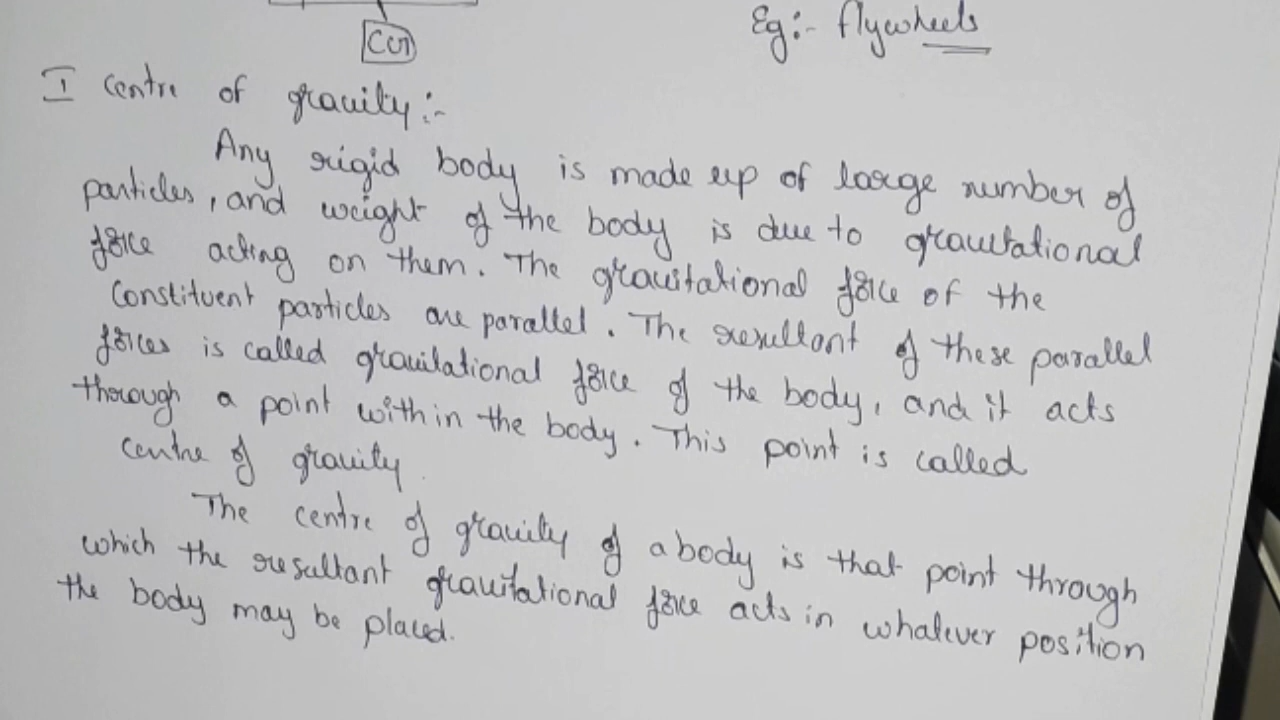 Eg:- flywheels
I centre of gravity:-
Any rigid body is made up of large number of
particles, and weight of the body is due to gravitational
force acting on them. The gravitational force of the
Constituent particles are parallel. The resultant of these parallel
forces is called gravitational force of the body, and it acts
through a point within the body. This point is called
centre of gravity.
The centre of gravity of a body is that point through
which the resultant gravitational force acts in whatever position
the body may be placed.